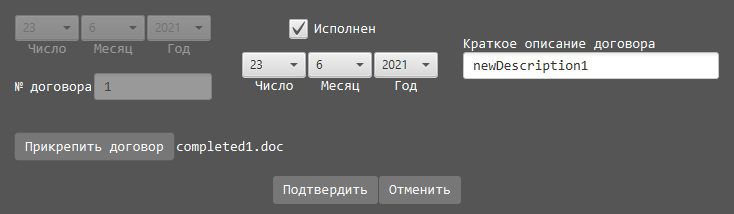 23 6 2021
Число Месяц Год
№ договора 1
Исполнен
23 6 2021
Число Месяц Год
Краткое описание договора
newDescription1
Прикрепить договор completed1.doc
Подтвердить Отменить